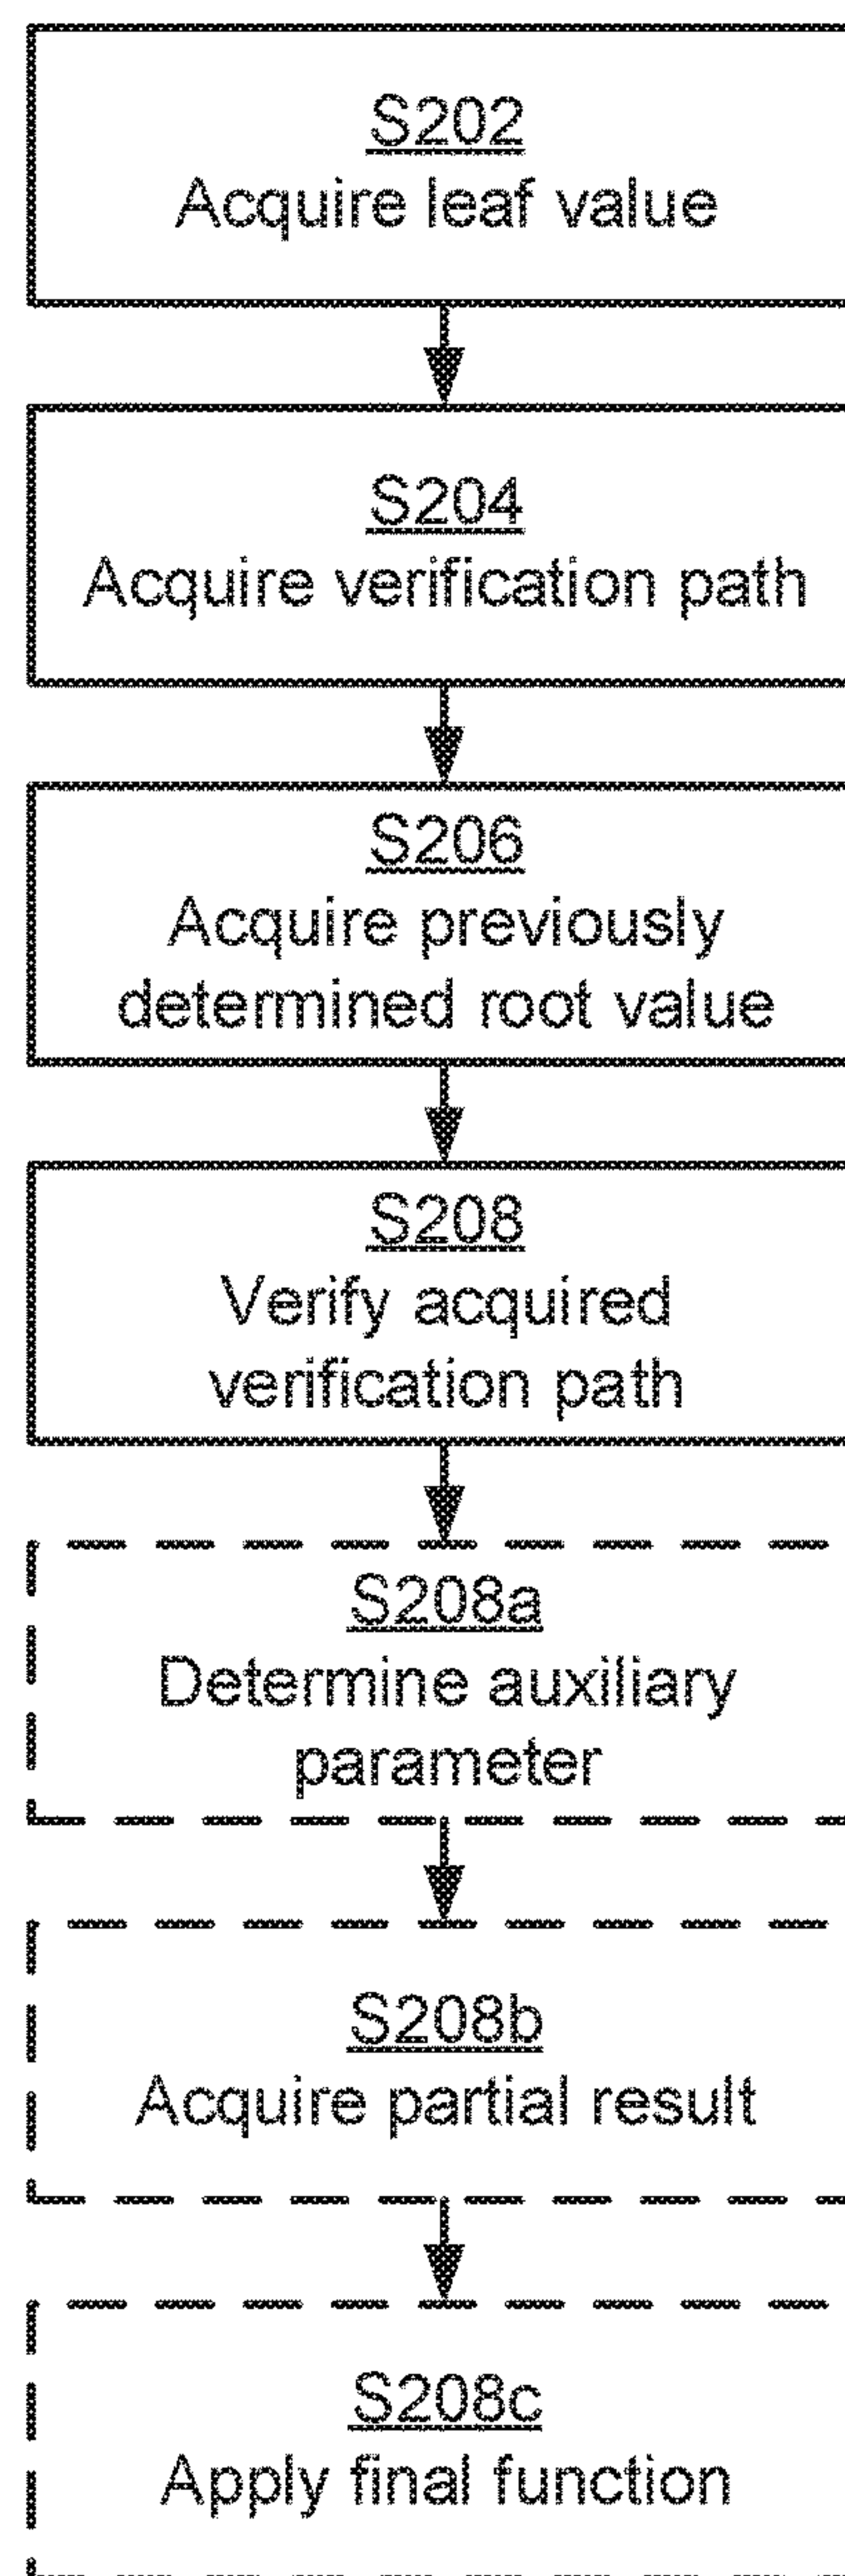 S202
Acquire leaf value
S204
Acquire verification path
S206
Acquire previously
determined root value
S208
Verify acquired
verification path
S208a
Determine auxiliary
parameter
S208b
Acquire partial result
S208c
Apply final function